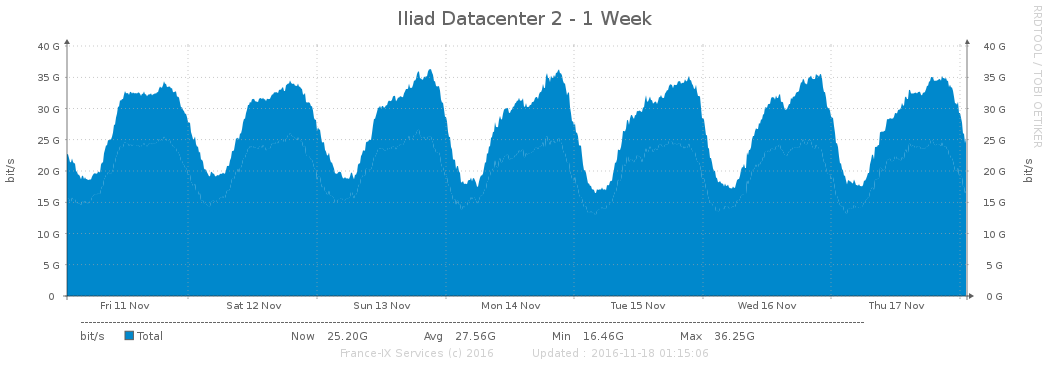 Iliad Datacenter 2 - 1 Week
RRDTOOL / TOBI OETIKER
40 G 40 G
35 G 35 G
30 G 30 G
25 G 25 G
20 G 20 G
15 G 15 G
10 G 10 G
5 G 5 G
0 0 G
bit/s
bit/s
Fri 11 Nov Sat 12 Nov Sun 13 Nov Mon 14 Nov Tue 15 Nov Wed 16 Nov Thu 17 Nov
bit/s Total Now 25.20G Avg 27.56G Min 16.46G Max 36.25G
France-IX Services (c) 2016 Updated : 2016-11-18 01:15:06